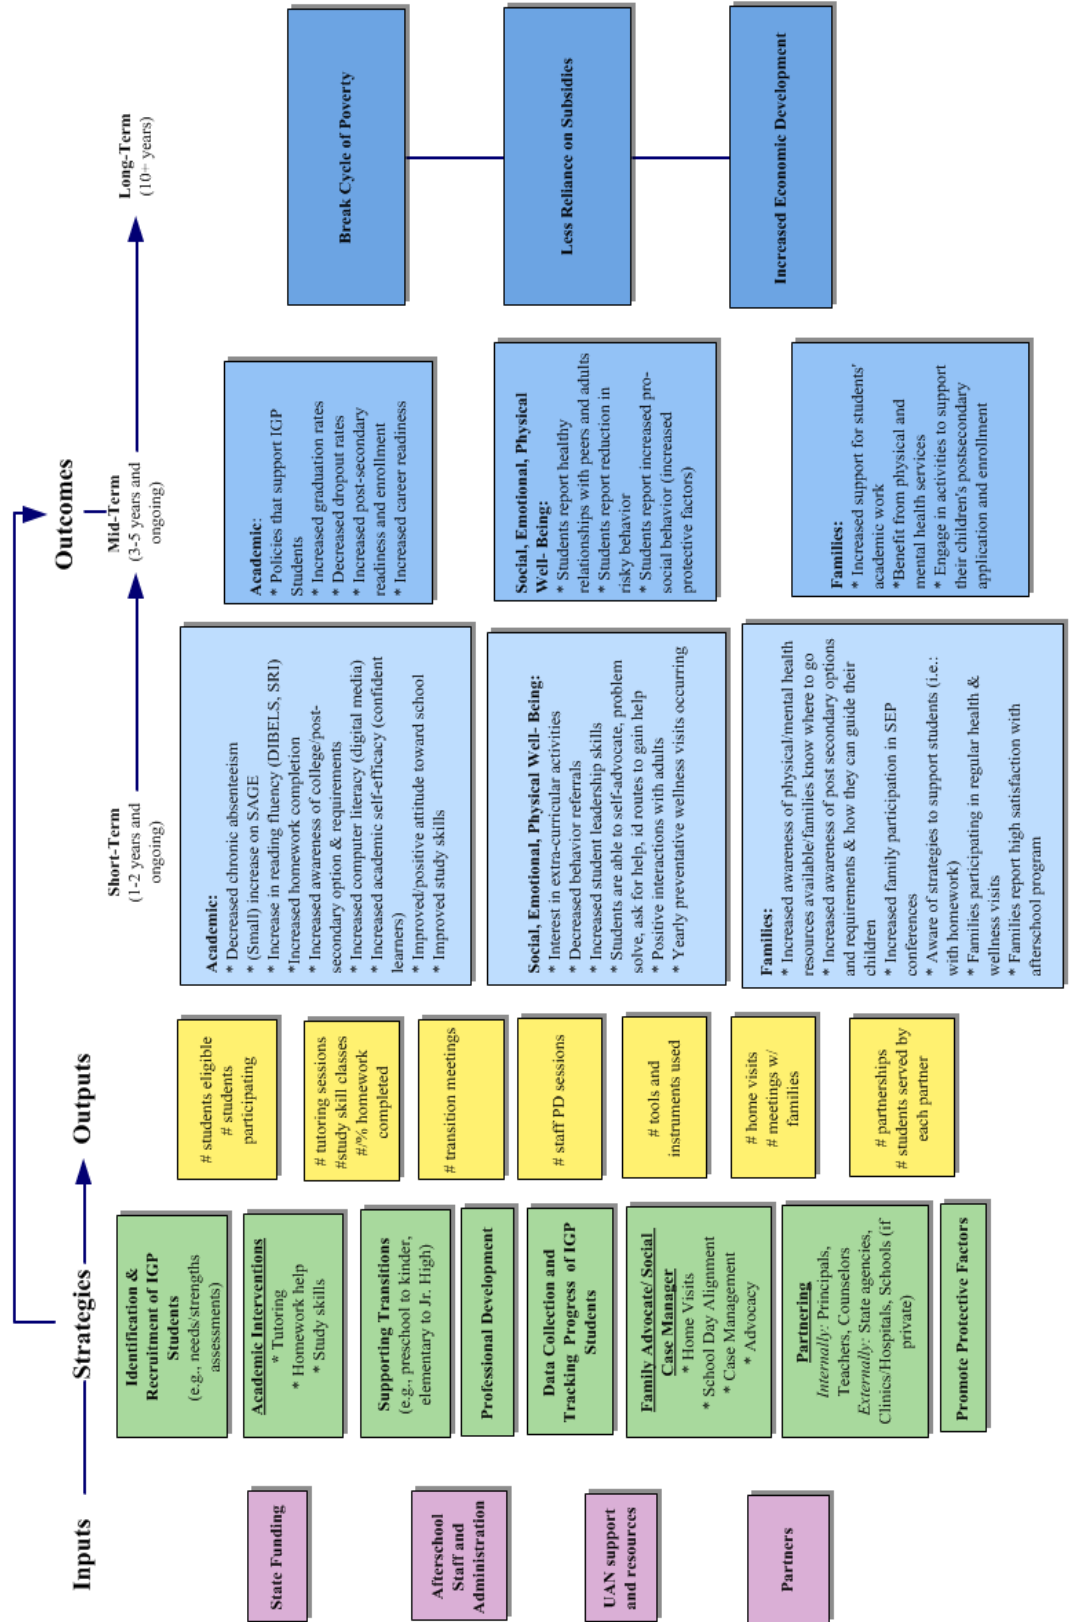 Inputs
Strategies
Outputs
Outcomes
Short-Term
(1-2 years and
ongoing)
Mid-Term
(3-5 years and
ongoing)
Long-Term
(10+ years)
State Funding
Afterschool
Staff and
Administration
UAN support
and resources
Partners
Identification &
Recruitment of IGP
Students
(e.g., needs/strengths
assessments)
Academic Interventions
* Tutoring
* Homework help
* Study skills
Supporting Transitions
(e.g., preschool to kinder,
elementary to Jr. High)
Professional Development
Data Collection and
Tracking Progress of IGP
Students
Family Advocate/ Social
Case Manager
* Home Visits
* School Day Alignment
* Case Management
* Advocacy
Partnering
Internally: Principals,
Teachers, Counselors
Externally: State agencies,
Clinics/Hospitals, Schools (if
private)
Promote Protective Factors
# students eligible
# students
participating
# tutoring sessions
#study skill classes
#/% homework
completed
# transition meetings
# staff PD sessions
# tools and
instruments used
# home visits
# meetings w/
families
# partnerships
# students served by
each partner
Academic:
* Decreased chronic absenteeism
* (Small) increase on SAGE
* Increase in reading fluency (DIBELS, SRI)
*Increased homework completion
* Increased awareness of college/post-
secondary option & requirements
* Increased computer literacy (digital media)
* Increased academic self-efficacy (confident
learners)
* Improved/positive attitude toward school
* Improved study skills
Social, Emotional, Physical Well- Being:
* Interest in extra-curricular activities
* Decreased behavior referrals
* Increased student leadership skills
* Students are able to self-advocate, problem
solve, ask for help, id routes to gain help
* Positive interactions with adults
* Yearly preventative wellness visits occurring
Families:
* Increased awareness of physical/mental health
resources available/families know where to go
* Increased awareness of post secondary options
and requirements & how they can guide their
children
* Increased family participation in SEP
conferences
* Aware of strategies to support students (i.e.:
with homework)
* Families participating in regular health &
wellness visits
* Families report high satisfaction with
afterschool program
Academic:
* Policies that support IGP
Students
* Increased graduation rates
* Decreased dropout rates
* Increased post-secondary
readiness and enrollment
* Increased career readiness
Social, Emotional, Physical
Well- Being:
* Students report healthy
relationships with peers and adults
* Students report reduction in
risky behavior
* Students report increased pro-
social behavior (increased
protective factors)
Families:
* Increased support for students'
academic work
*Benefit from physical and
mental health services
* Engage in activities to support
their children's postsecondary
application and enrollment
Break Cycle of Poverty
Less Reliance on Subsidies
Increased Economic Development